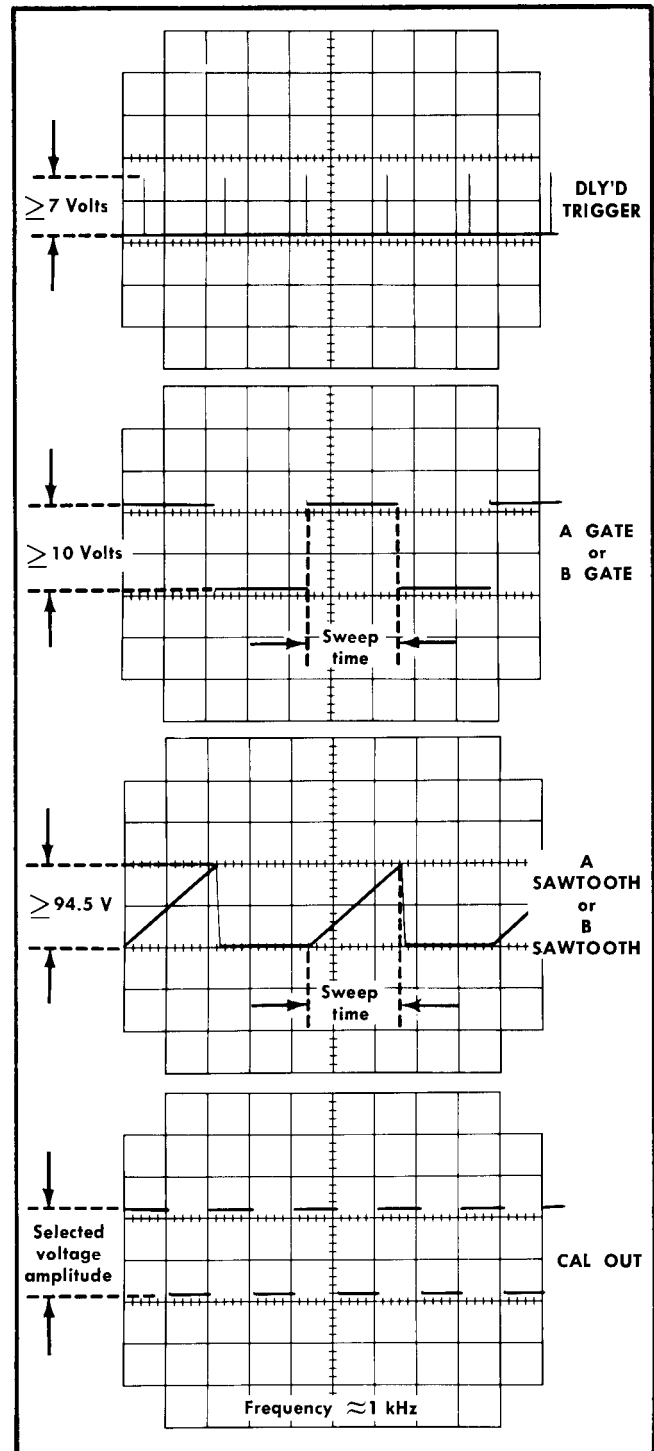 ≥7 Volts
DLY'D
TRIGGER
≥10 Volts
A GATE
or
B GATE
Sweep
time
≥94.5 V
A
SAWTOOTH
or
B
SAWTOOTH
Sweep
time
Selected
voltage
amplitude
CAL OUT
Frequency ≈1 kHz